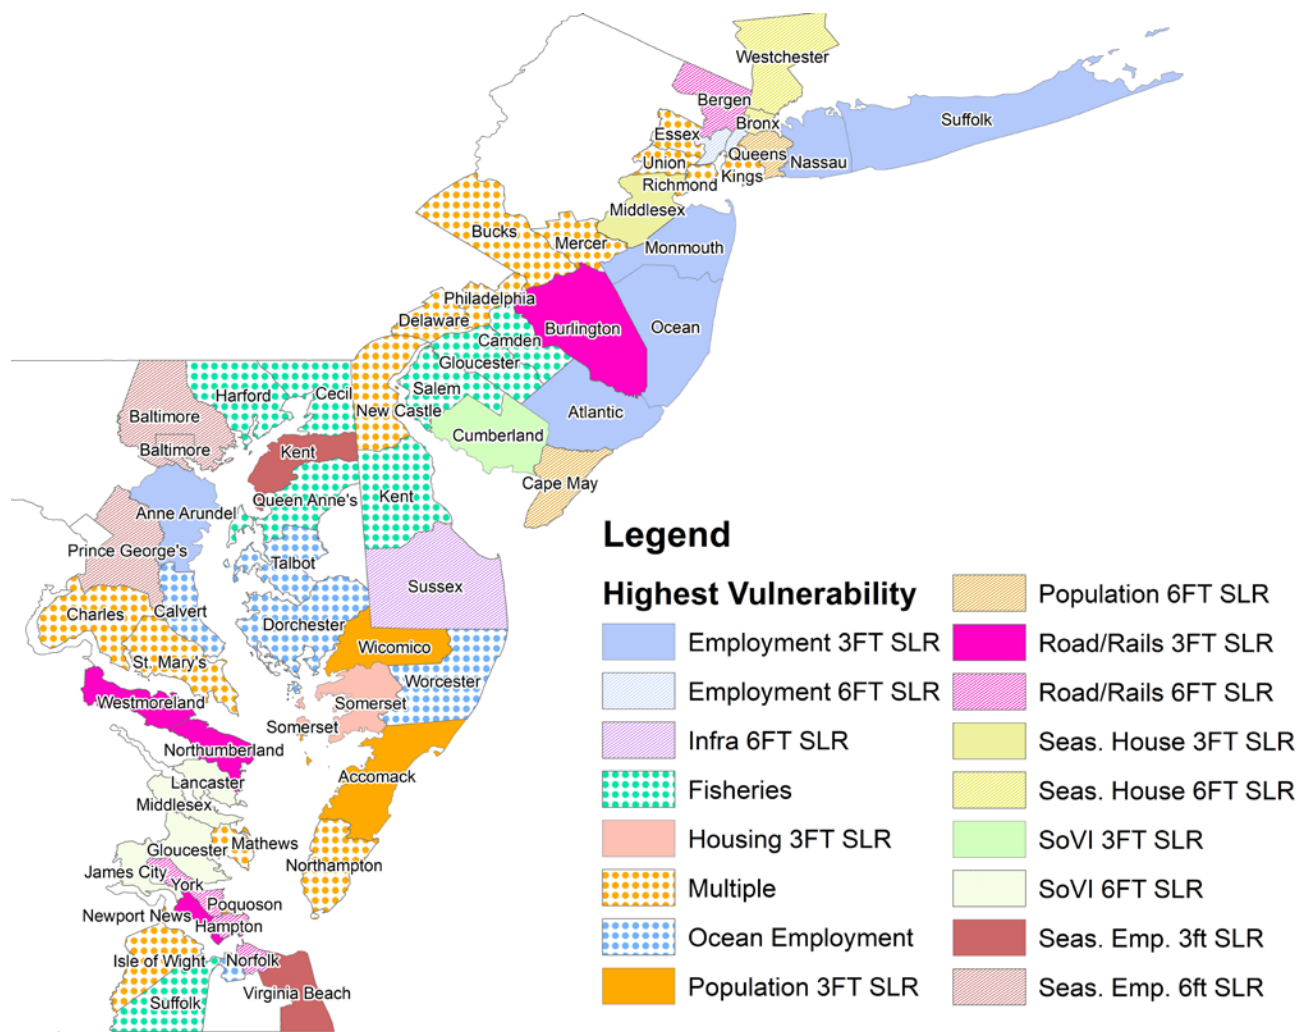 Westchester
Bergen
Suffolk
Bronx
Essex
Queens
Nassau
Union
Kings
Richmond
Middlesex
Bucks
Mercer
Monmouth
Philadelphia
Delaware
Burlington
Ocean
Camden
Gloucester
Salem
Harford
Cecil
New Castle
Atlantic
Baltimore
Cumberland
Baltimore
Kent
Cape May
Queen Anne's
Kent
Anne Arundel
Prince George's
Talbot
Sussex
Charles
Calvert
Dorchester
Wicomico
St. Mary's
Worcester
Westmoreland
Somerset
Somerset
Northumberland
Accomack
Lancaster
Middlesex
Mathews
Gloucester
Northampton
James City
York
Poquoson
Newport News
Hampton
Isle of Wight
Norfolk
Virginia Beach
Suffolk
Legend
Highest Vulnerability
Employment 3FT SLR
Employment 6FT SLR
Infra 6FT SLR
Fisheries
Housing 3FT SLR
Multiple
Ocean Employment
Population 3FT SLR
Population 6FT SLR
Road/Rails 3FT SLR
Road/Rails 6FT SLR
Seas. House 3FT SLR
Seas. House 6FT SLR
SoVI 3FT SLR
SoVI 6FT SLR
Seas. Emp. 3ft SLR
Seas. Emp. 6ft SLR